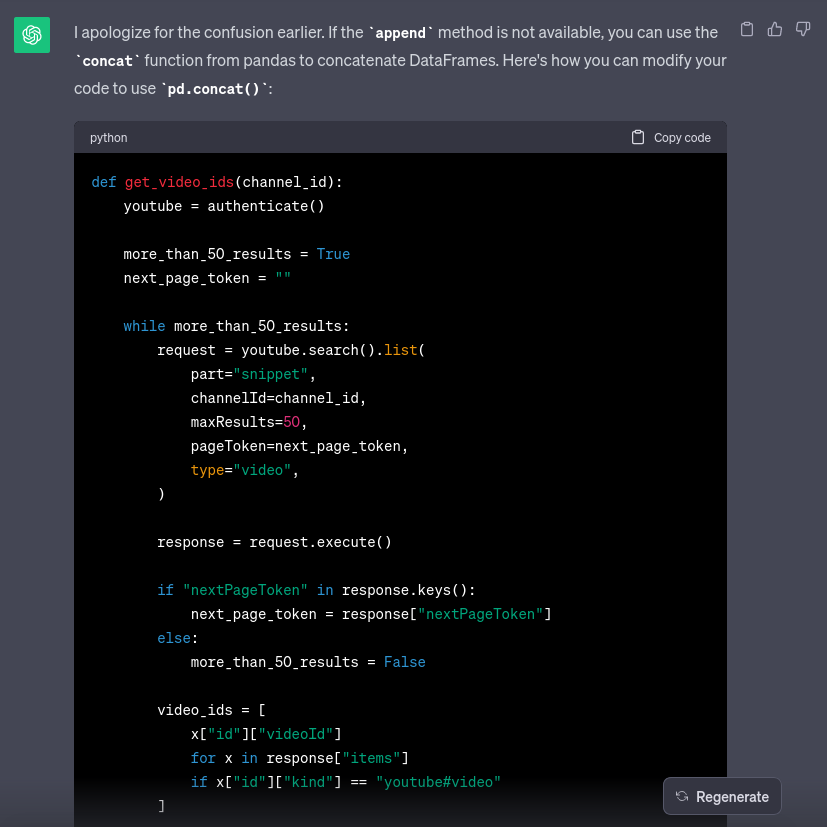 I apologize for the confusion earlier. If the `append` method is not available, you can use the
`concat` function from pandas to concatenate DataFrames. Here's how you can modify your
code to use `pd.concat()`:
python
Copy code
def get_video_ids(channel_id):
    youtube = authenticate()
    more_than_50_results = True
    next_page_token = ""
    while more_than_50_results:
        request = youtube.search().list(
            part="snippet",
            channelId=channel_id,
            maxResults=50,
            pageToken=next_page_token,
            type="video",
        )
        response = request.execute()
        if "nextPageToken" in response.keys():
            next_page_token = response["nextPageToken"]
        else:
            more_than_50_results = False
        video_ids = [
            x["id"]["videoId"]
            for x in response["items"]
            if x["id"]["kind"] == "youtube#video"
        ]
Regenerate